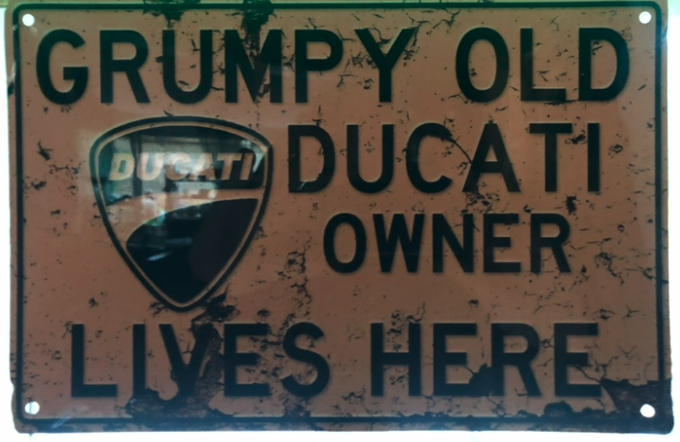 GRUMPY OLD
DUCATI
DUCATI
OWNER
LIVES HERE